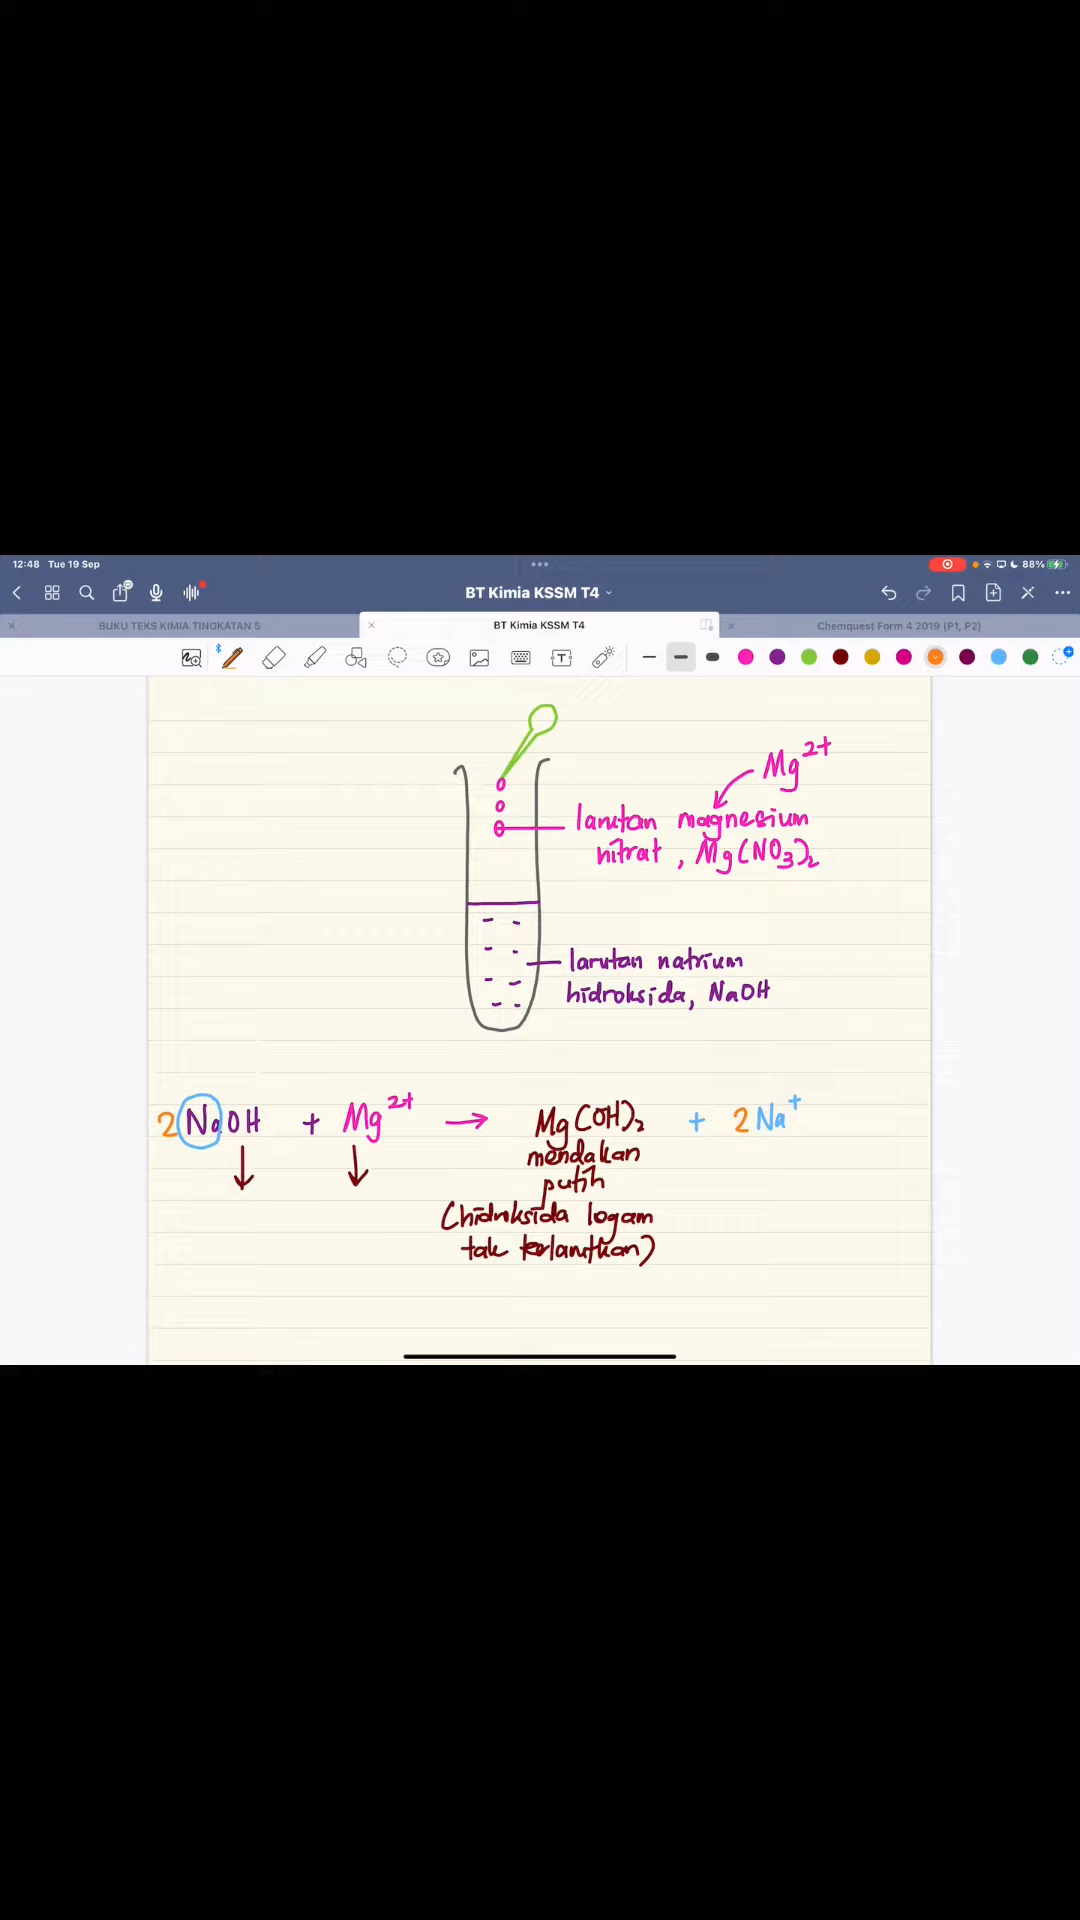 12:48 Tue 19 Sep
88%
BT Kimia KSSM T4
BUKU TEKS KIMIA TINGKATAN 5
BT Kimia KSSM T4
Chemquest Form 4 2019 (P1, P2)
Mg²⁺
larutan magnesium
nitrat, Mg(NO₃)₂
larutan natrium
hidroksida, NaOH
2NaOH + Mg²⁺ → Mg(OH)₂ + 2Na⁺
mendakan
putih
(hidroksida logam
tak terlarutkan)